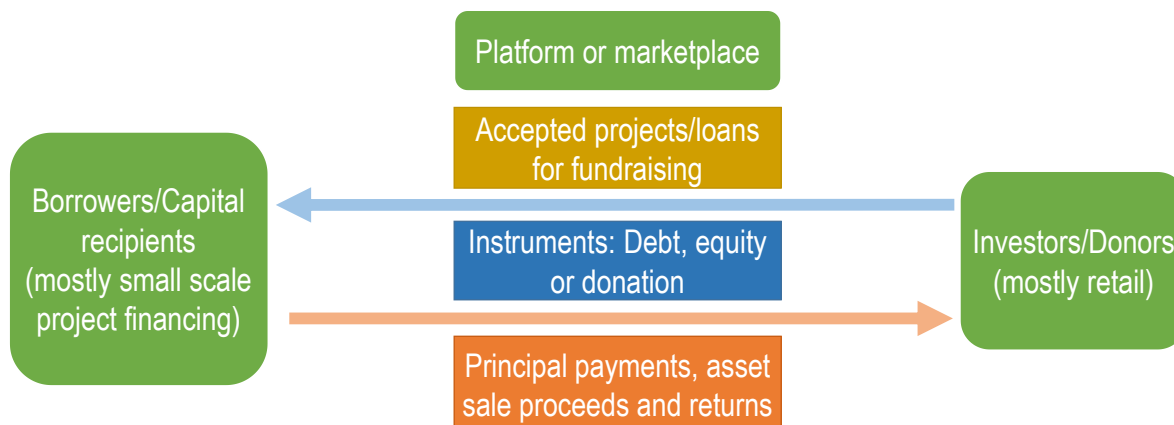 Platform or marketplace
Accepted projects/loans
for fundraising
Borrowers/Capital
recipients
(mostly small scale
project financing)
Instruments: Debt, equity
or donation
Investors/Donors
(mostly retail)
Principal payments, asset
sale proceeds and returns